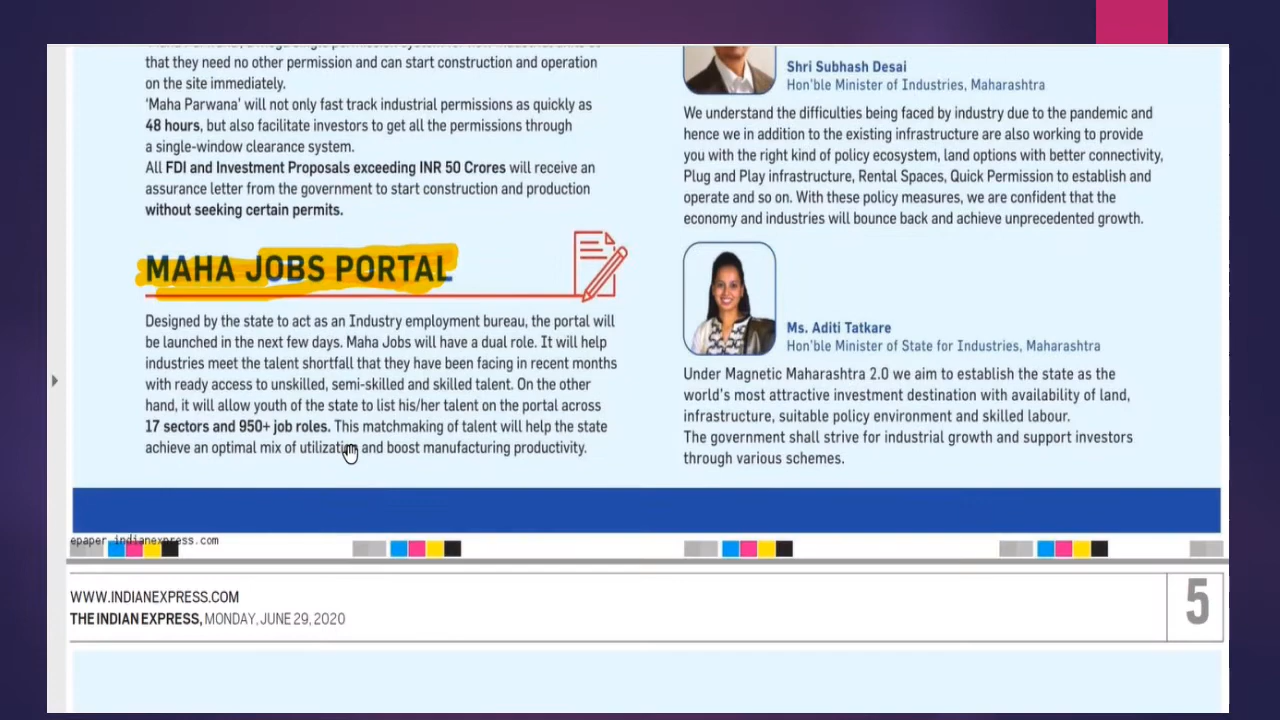 that they need no other permission and can start construction and operation
on the site immediately.
‘Maha Parwana’ will not only fast track industrial permissions as quickly as
48 hours, but also facilitate investors to get all the permissions through
a single-window clearance system.
All FDI and Investment Proposals exceeding INR 50 Crores will receive an
assurance letter from the government to start construction and production
without seeking certain permits.
MAHA JOBS PORTAL
Designed by the state to act as an Industry employment bureau, the portal will
be launched in the next few days. Maha Jobs will have a dual role. It will help
industries meet the talent shortfall that they have been facing in recent months
with ready access to unskilled, semi-skilled and skilled talent. On the other
hand, it will allow youth of the state to list his/her talent on the portal across
17 sectors and 950+ job roles. This matchmaking of talent will help the state
achieve an optimal mix of utilization and boost manufacturing productivity.
Shri Subhash Desai
Hon'ble Minister of Industries, Maharashtra
We understand the difficulties being faced by industry due to the pandemic and
hence we in addition to the existing infrastructure are also working to provide
you with the right kind of policy ecosystem, land options with better connectivity,
Plug and Play infrastructure, Rental Spaces, Quick Permission to establish and
operate and so on. With these policy measures, we are confident that the
economy and industries will bounce back and achieve unprecedented growth.
Ms. Aditi Tatkare
Hon'ble Minister of State for Industries, Maharashtra
Under Magnetic Maharashtra 2.0 we aim to establish the state as the
world's most attractive investment destination with availability of land,
infrastructure, suitable policy environment and skilled labour.
The government shall strive for industrial growth and support investors
through various schemes.
epaper.indianexpress.com
WWW.INDIANEXPRESS.COM
THE INDIAN EXPRESS, MONDAY, JUNE 29, 2020
5